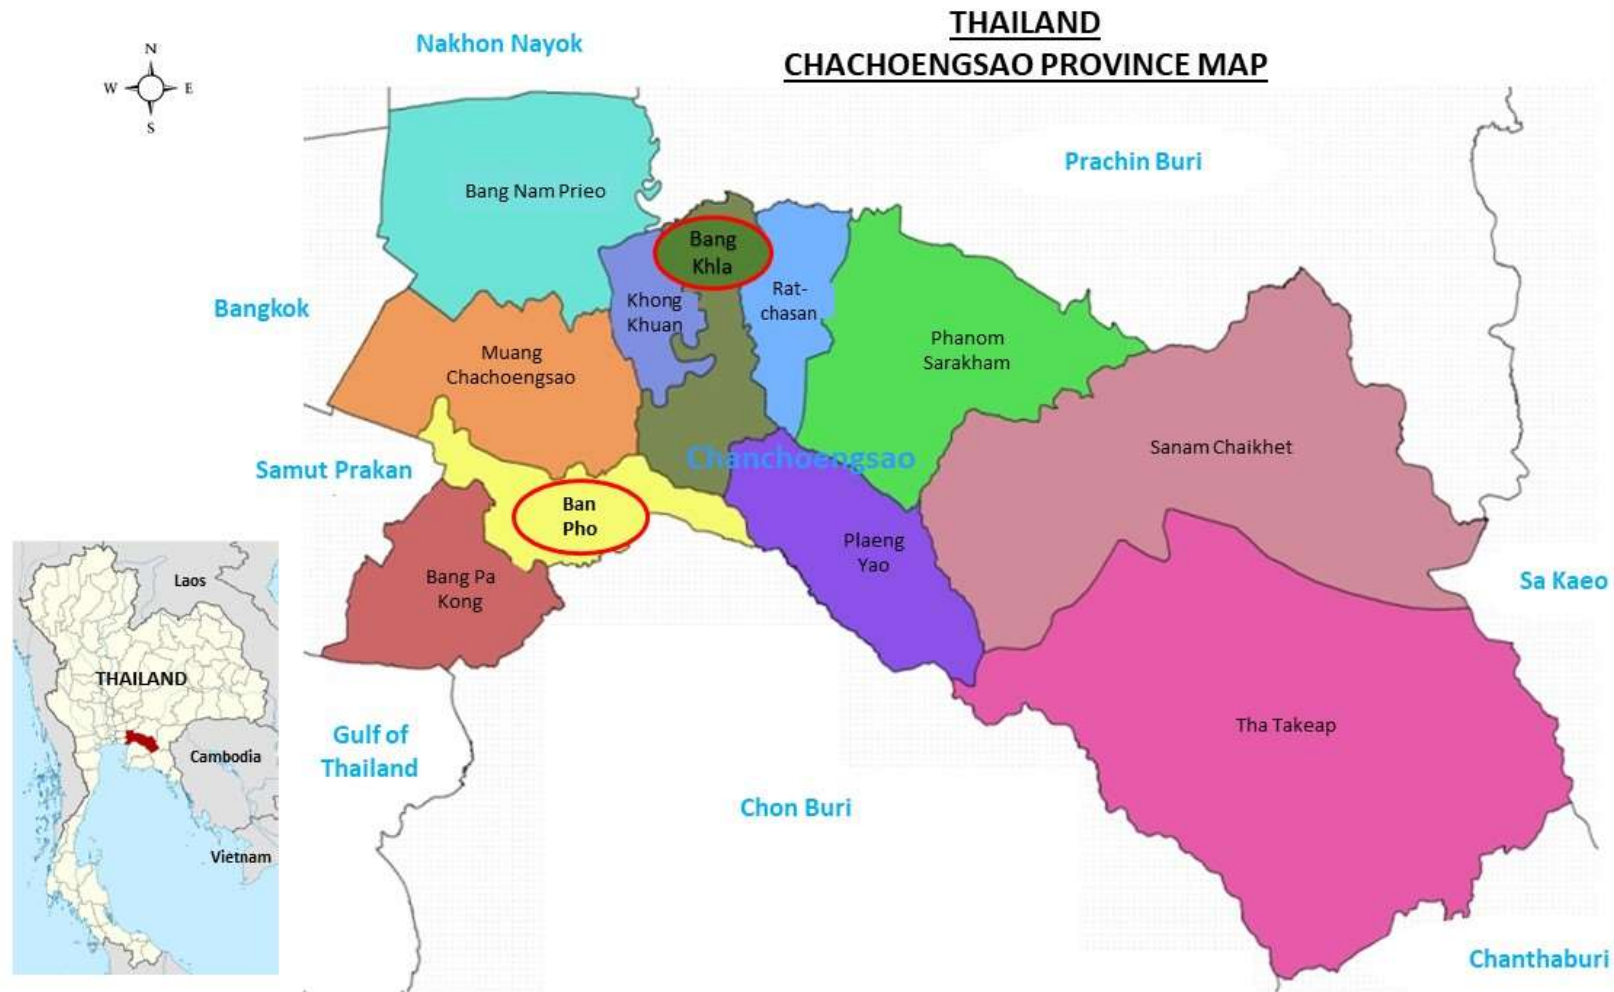 THAILAND
CHACHOENGSAO PROVINCE MAP
Nakhon Nayok
N
W
E
S
Prachin Buri
Bang Nam Prieo
Bang
Khla
Rat-
chasan
Khong
Khuan
Bangkok
Phanom
Sarakham
Muang
Chachoengsao
Sanam Chaikhet
Chanchoengsao
Samut Prakan
Ban
Pho
Plaeng
Yao
Bang Pa
Kong
Sa Kaeo
Laos
THAILAND
Cambodia
Vietnam
Gulf of
Thailand
Tha Takeap
Chon Buri
Chanthaburi